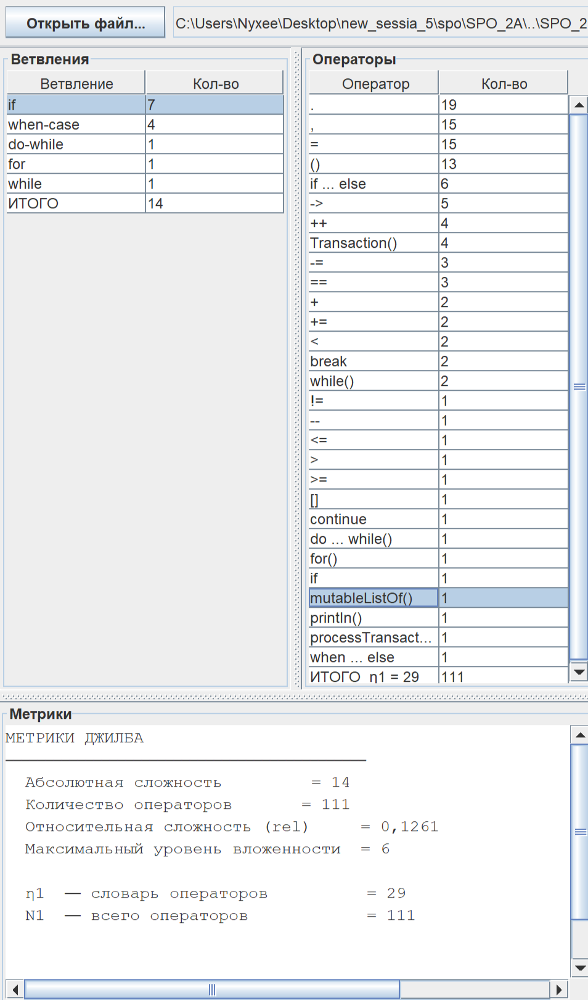 Открыть файл... C:\Users\Nyxee\Desktop\new_sessia_5\spo\SPO_2A\..\SPO_2
Ветвления
Ветвление Кол-во
if 7
when-case 4
do-while 1
for 1
while 1
ИТОГО 14
Операторы
Оператор Кол-во
. 19
, 15
= 15
() 13
if ... else 6
-> 5
++ 4
Transaction() 4
-= 3
== 3
+ 2
+= 2
< 2
break 2
while() 2
!= 1
-- 1
<= 1
> 1
>= 1
[] 1
continue 1
do ... while() 1
for() 1
if 1
mutableListOf() 1
println() 1
processTransact... 1
when ... else 1
ИТОГО η1 = 29 111
Метрики
МЕТРИКИ ДЖИЛБА
Абсолютная сложность = 14
Количество операторов = 111
Относительная сложность (rel) = 0,1261
Максимальный уровень вложенности = 6
η1 — словарь операторов = 29
N1 — всего операторов = 111